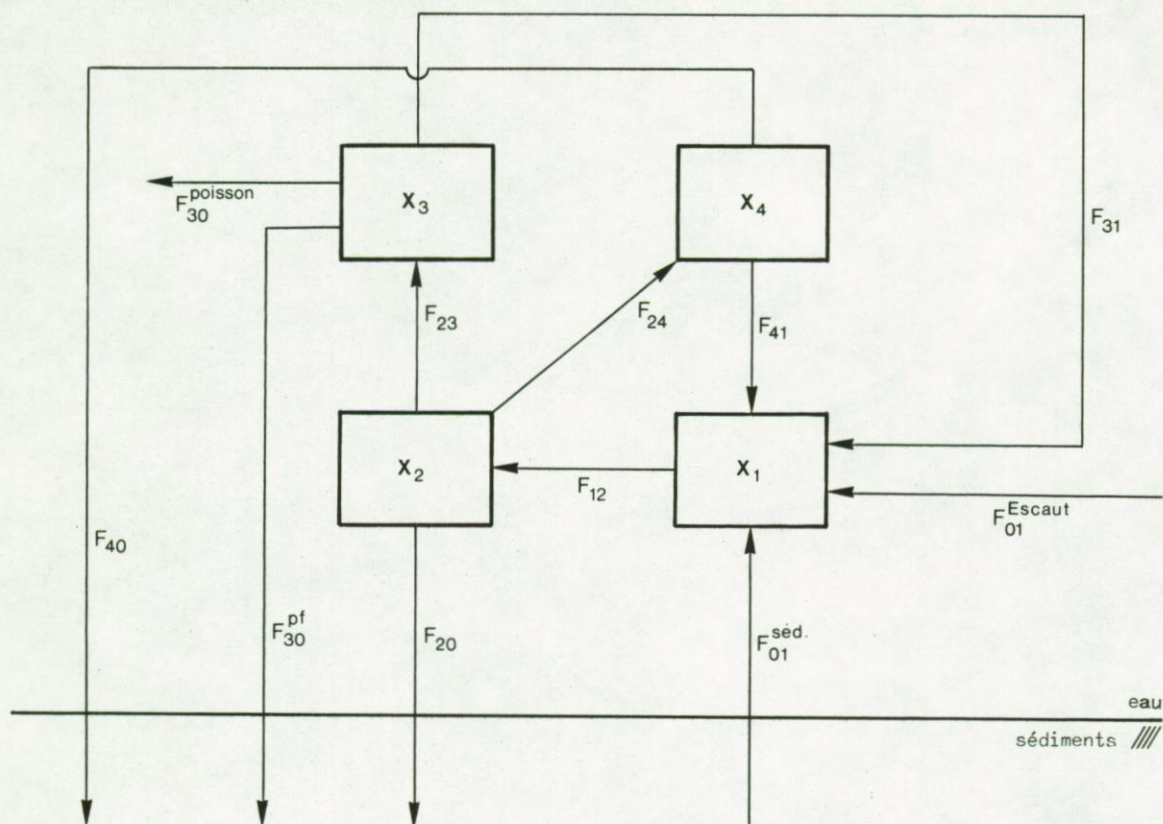 X₃
X₄
F₃₀^poisson
F₃₁
F₂₃
F₂₄
F₄₁
X₂
X₁
F₁₂
F₀₁^Escaut
F₄₀
F₃₀^pf
F₂₀
F₀₁^séd.
eau
sédiments